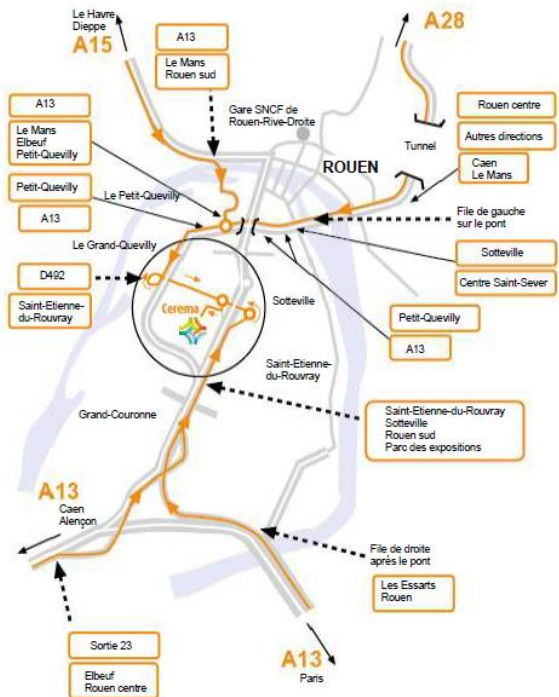 Le Havre
Dieppe
A15
A13
Le Mans
Rouen sud
A28
Gare SNCF de
Rouen-Rive-Droite
A13
Le Mans
Elbeuf
Petit-Quevilly
Rouen centre
Autres directions
Caen
Le Mans
Tunnel
ROUEN
Petit-Quevilly
A13
Le Petit-Quevilly
File de gauche
sur le pont
Le Grand-Quevilly
Sotteville
Centre Saint-Sever
D492
Saint-Etienne-
du-Rouvray
Cerema
Sotteville
Petit-Quevilly
A13
Saint-Etienne-
du-Rouvray
Grand-Couronne
Saint-Etienne-du-Rouvray
Sotteville
Rouen sud
Parc des expositions
A13
Caen
Alençon
File de droite
après le pont
Les Essarts
Rouen
Sortie 23
Elbeuf
Rouen centre
A13
Paris